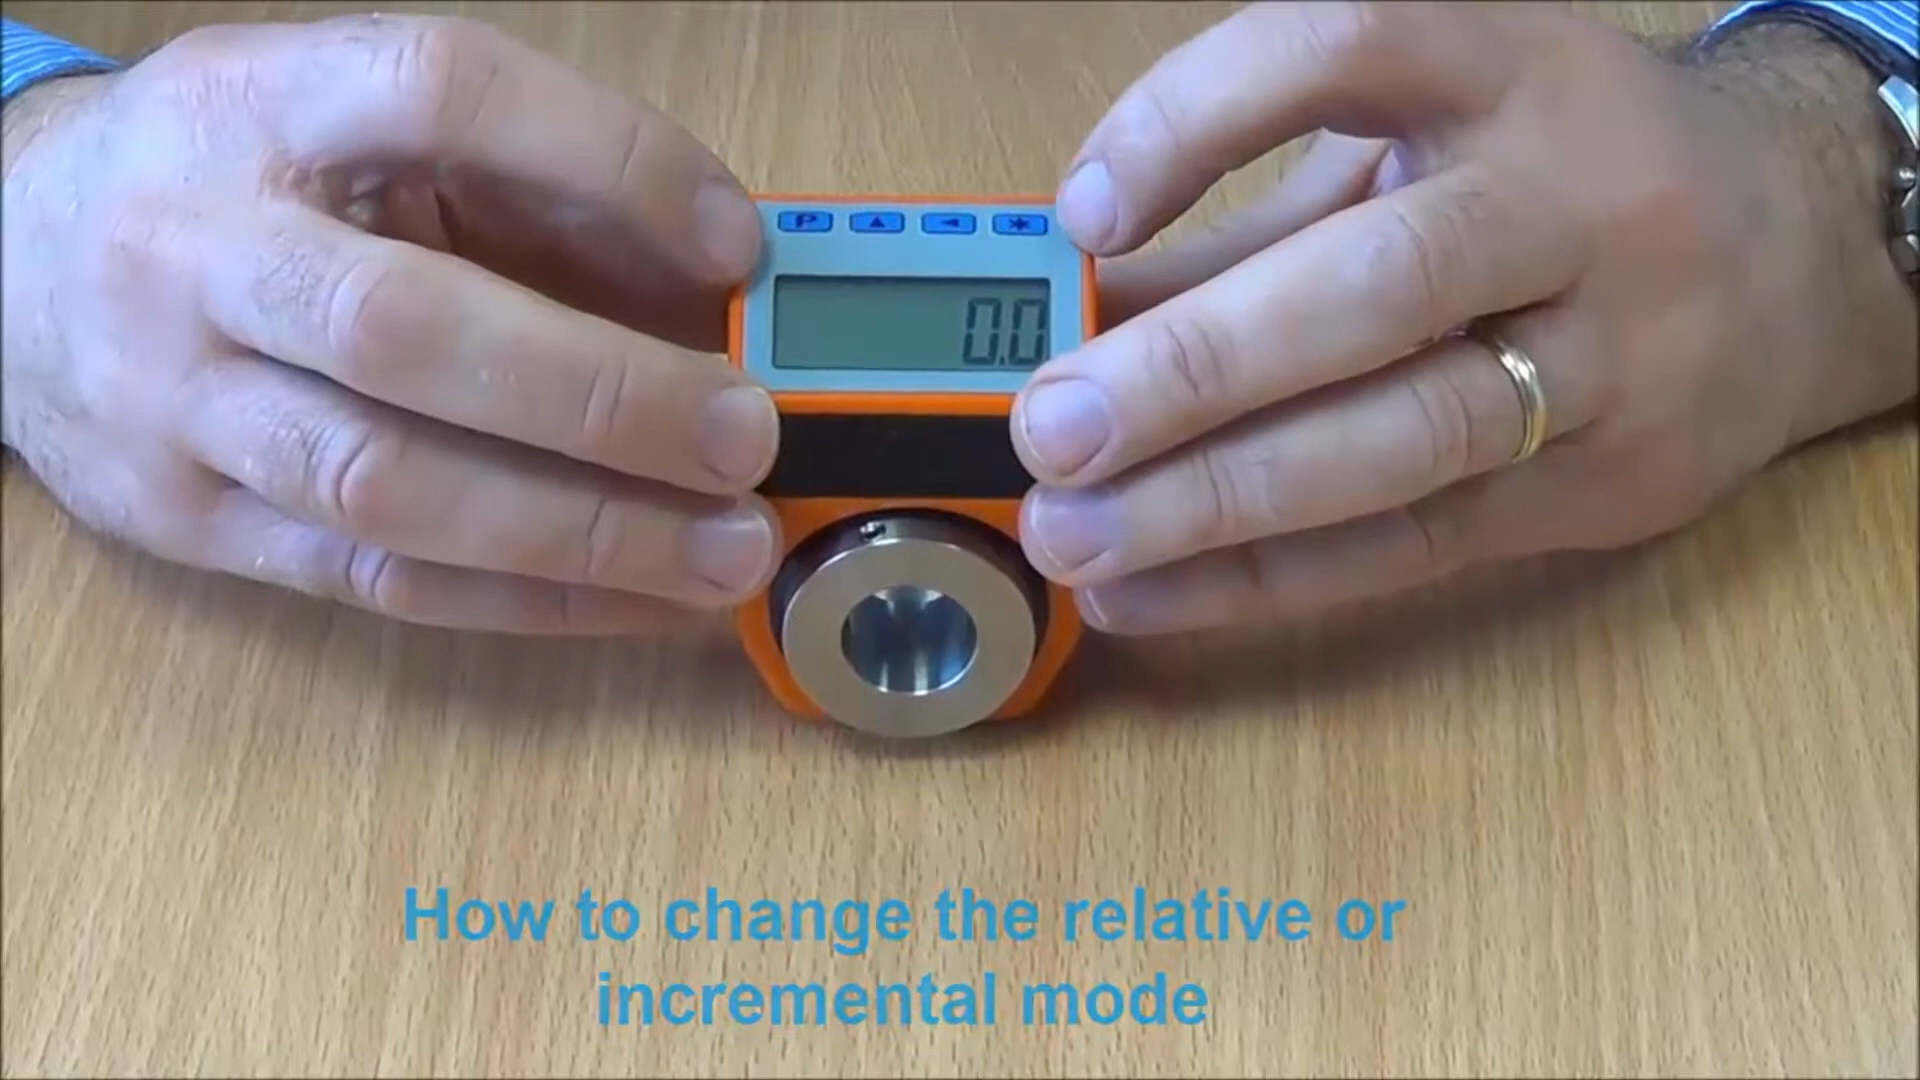 P ▲ ◄ *
0.0
How to change the relative or
incremental mode